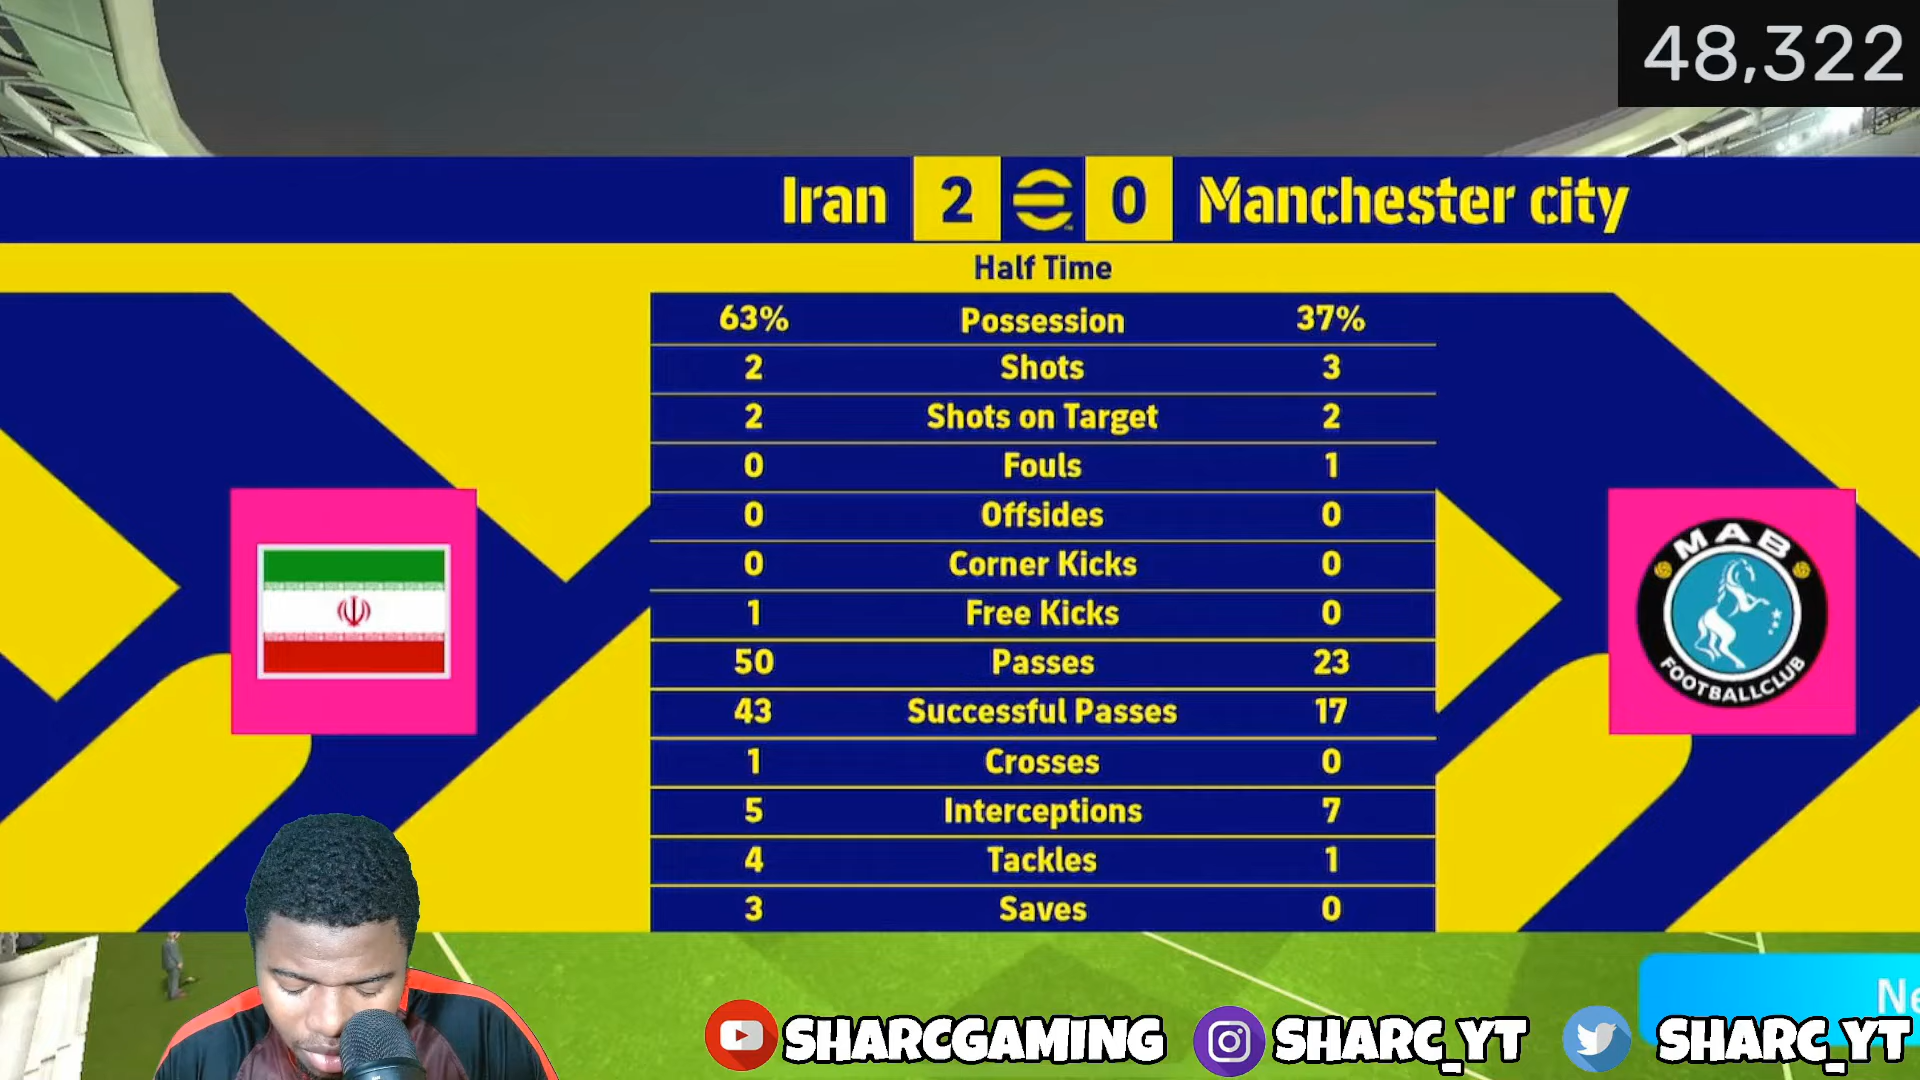 48,322
Iran 2 0 Manchester city
Half Time
63% Possession 37%
2 Shots 3
2 Shots on Target 2
0 Fouls 1
0 Offsides 0
0 Corner Kicks 0
1 Free Kicks 0
50 Passes 23
43 Successful Passes 17
1 Crosses 0
5 Interceptions 7
4 Tackles 1
3 Saves 0
MAB
FOOTBALLCLUB
Ne
SHARCGAMING SHARC_YT SHARC_YT